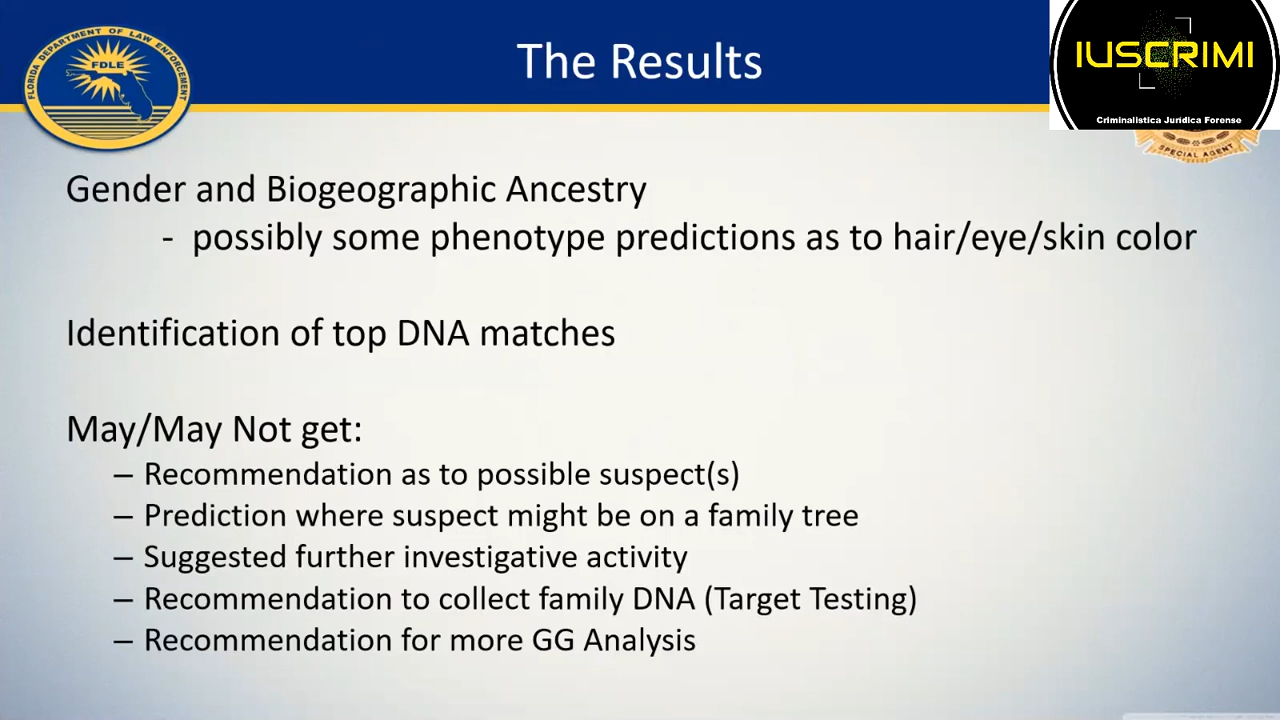 FLORIDA DEPARTMENT OF LAW ENFORCEMENT
FDLE
The Results
IUSCRIMI
Criminalistica Jurídica Forense
SPECIAL AGENT
Gender and Biogeographic Ancestry
- possibly some phenotype predictions as to hair/eye/skin color
Identification of top DNA matches
May/May Not get:
– Recommendation as to possible suspect(s)
– Prediction where suspect might be on a family tree
– Suggested further investigative activity
– Recommendation to collect family DNA (Target Testing)
– Recommendation for more GG Analysis